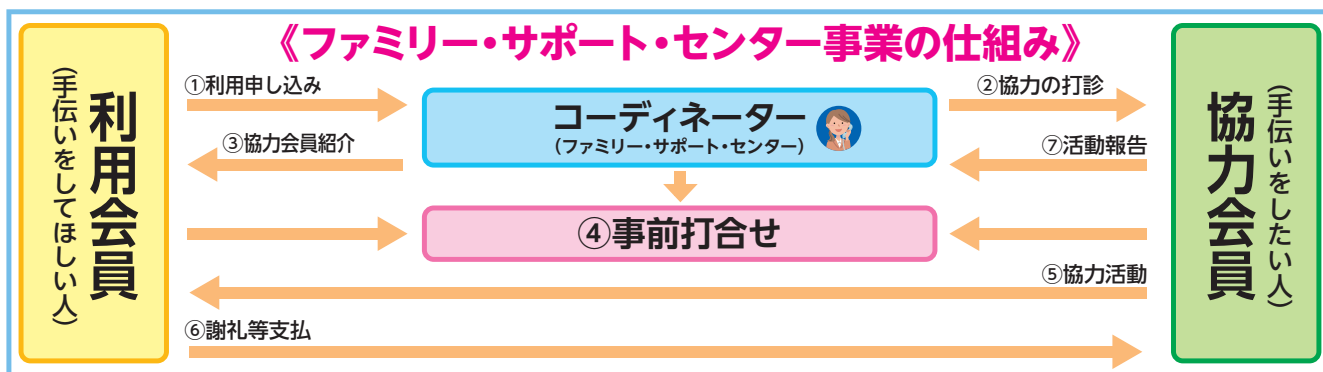 《ファミリー・サポート・センター事業の仕組み》
利用会員
(手伝いをしてほしい人)
①利用申し込み
②協力の打診
コーディネーター
(ファミリー・サポート・センター)
③協力会員紹介
⑦活動報告
④事前打合せ
⑤協力活動
⑥謝礼等支払
協力会員
(手伝いをしたい人)